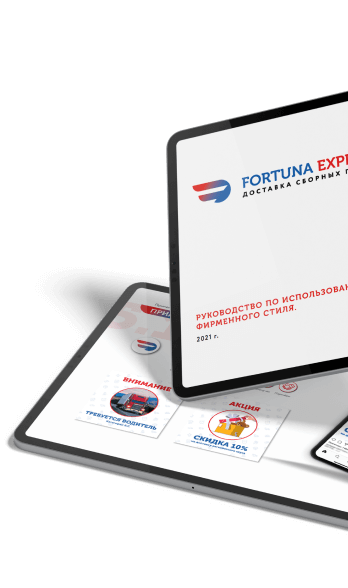 FORTUNA EXP
ДОСТАВКА СБОРНЫХ
РУКОВОДСТВО ПО ИСПОЛЬЗОВАН
ФИРМЕННОГО СТИЛЯ.
2021 г.
ВНИМАНИЕ
ТРЕБУЕТСЯ ВОДИТЕЛЬ
АКЦИЯ
СКИДКА 10%